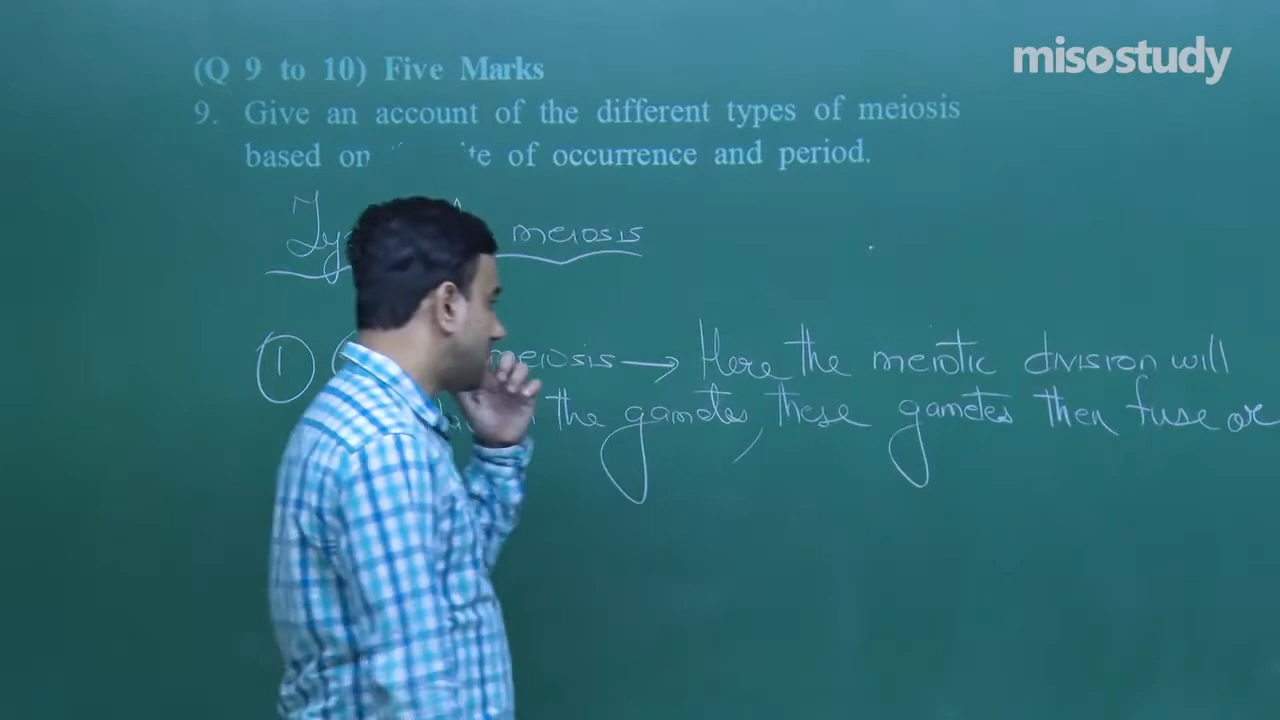 misostudy
(Q 9 to 10) Five Marks
9. Give an account of the different types of meiosis
based on of occurrence and period.
meiosis
1 meiosis → Here the meiotic division will
the gametes, these gametes then fuse or